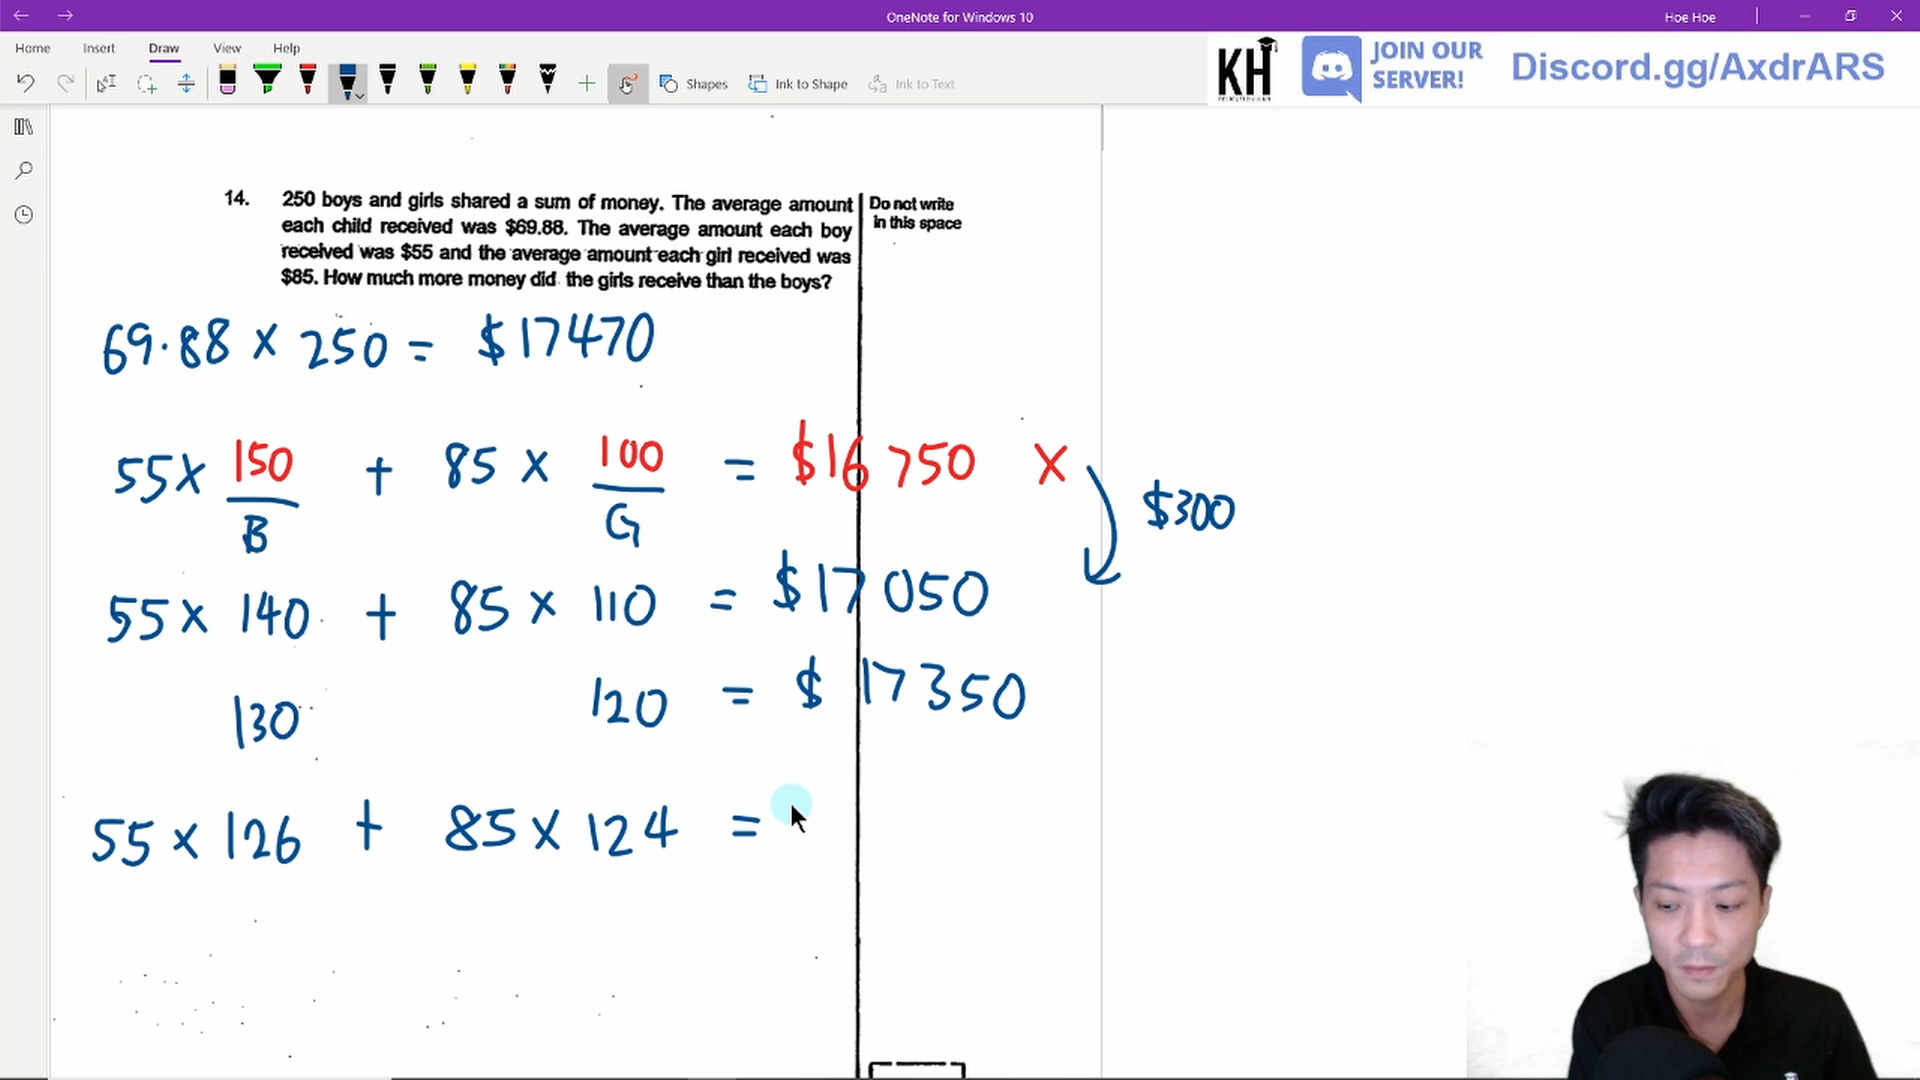 OneNote for Windows 10
Hoe Hoe
Home Insert Draw View Help
Shapes Ink to Shape Ink to Text
KH
JOIN OUR SERVER!
Discord.gg/AxdrARS
14. 250 boys and girls shared a sum of money. The average amount
each child received was $69.88. The average amount each boy
received was $55 and the average amount each girl received was
$85. How much more money did the girls receive than the boys?
Do not write
in this space
69.88 × 250 = $17470
55 × 150 + 85 × 100 = $16750 ×
B G
$300
55 × 140 + 85 × 110 = $17050
130 120 = $17350
55 × 126 + 85 × 124 =